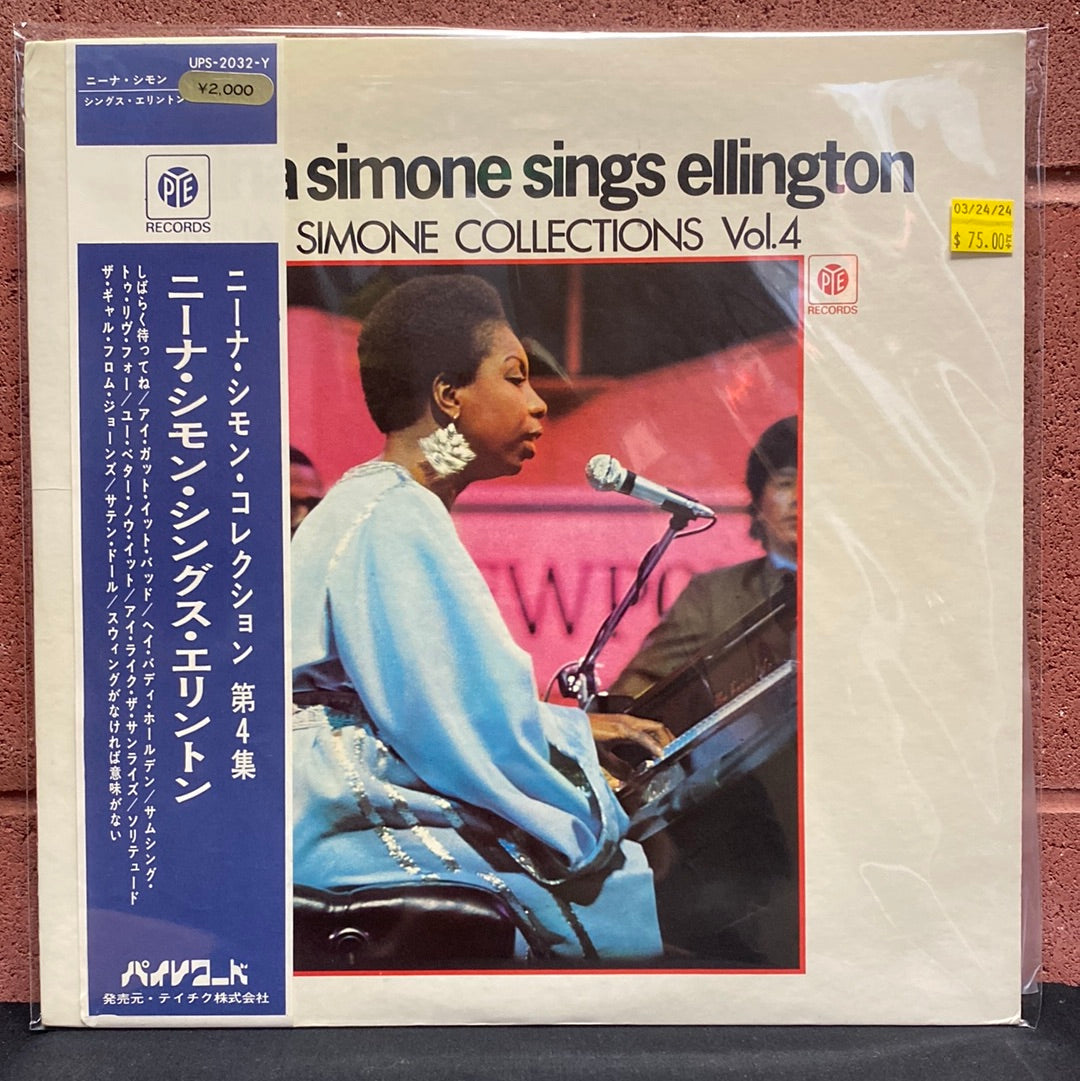 UPS-2032-Y
ニーナ・シモン
シングス・エリントン
¥2,000
PYE
RECORDS
a simone sings ellington
SIMONE COLLECTIONS Vol.4
03/24/24
$ 75.00
PYE
RECORDS
ニーナ・シモン・コレクション 第4集
ニーナ・シモン・シングス・エリントン
しばらく待ってね/アイ・ガット・イット・バッド/ヘイ・バディ・ホールデン/サムシング・
トゥ・リヴ・フォー/ユー・ベター・ノウ・イット/アイ・ライク・ザ・サンライズ/ソリテュード
ザ・ギャル・フロム・ジョーンズ/サテン・ドール/スウィングがなければ意味がない
EWPO
パイレコード
発売元・テイチク株式会社